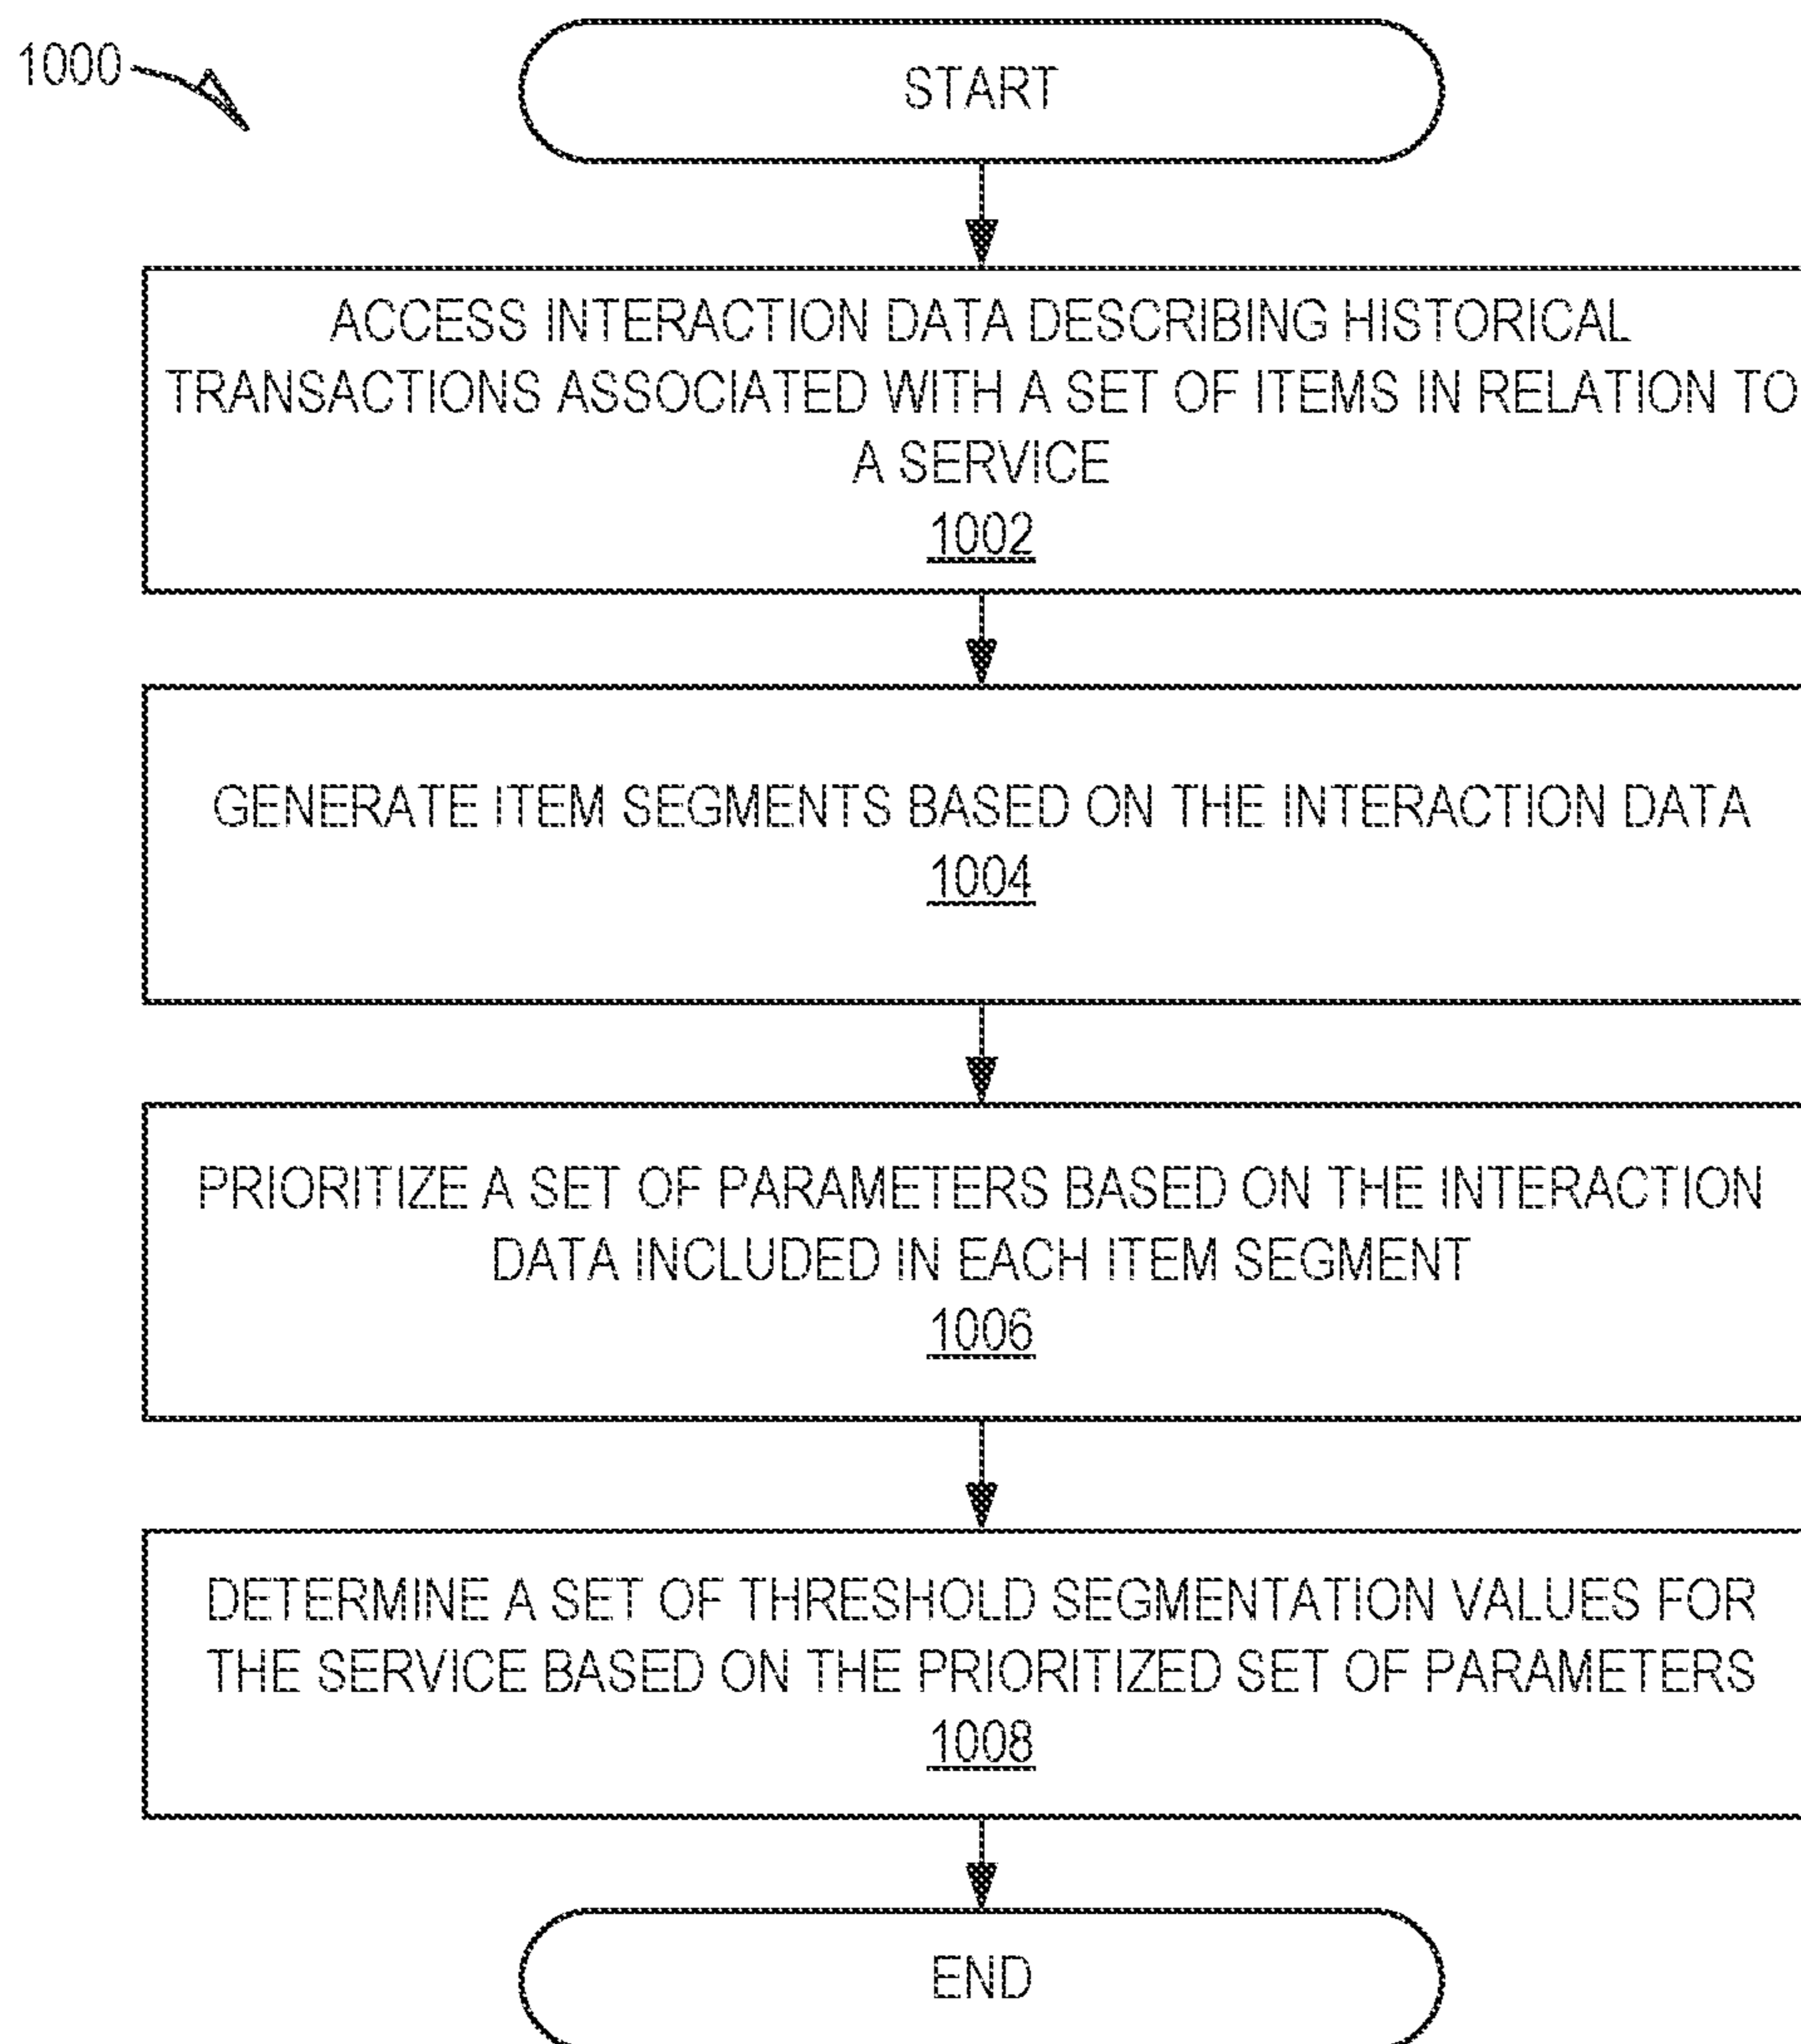 1000
START
ACCESS INTERACTION DATA DESCRIBING HISTORICAL
TRANSACTIONS ASSOCIATED WITH A SET OF ITEMS IN RELATION TO
A SERVICE
1002
GENERATE ITEM SEGMENTS BASED ON THE INTERACTION DATA
1004
PRIORITIZE A SET OF PARAMETERS BASED ON THE INTERACTION
DATA INCLUDED IN EACH ITEM SEGMENT
1006
DETERMINE A SET OF THRESHOLD SEGMENTATION VALUES FOR
THE SERVICE BASED ON THE PRIORITIZED SET OF PARAMETERS
1008
END